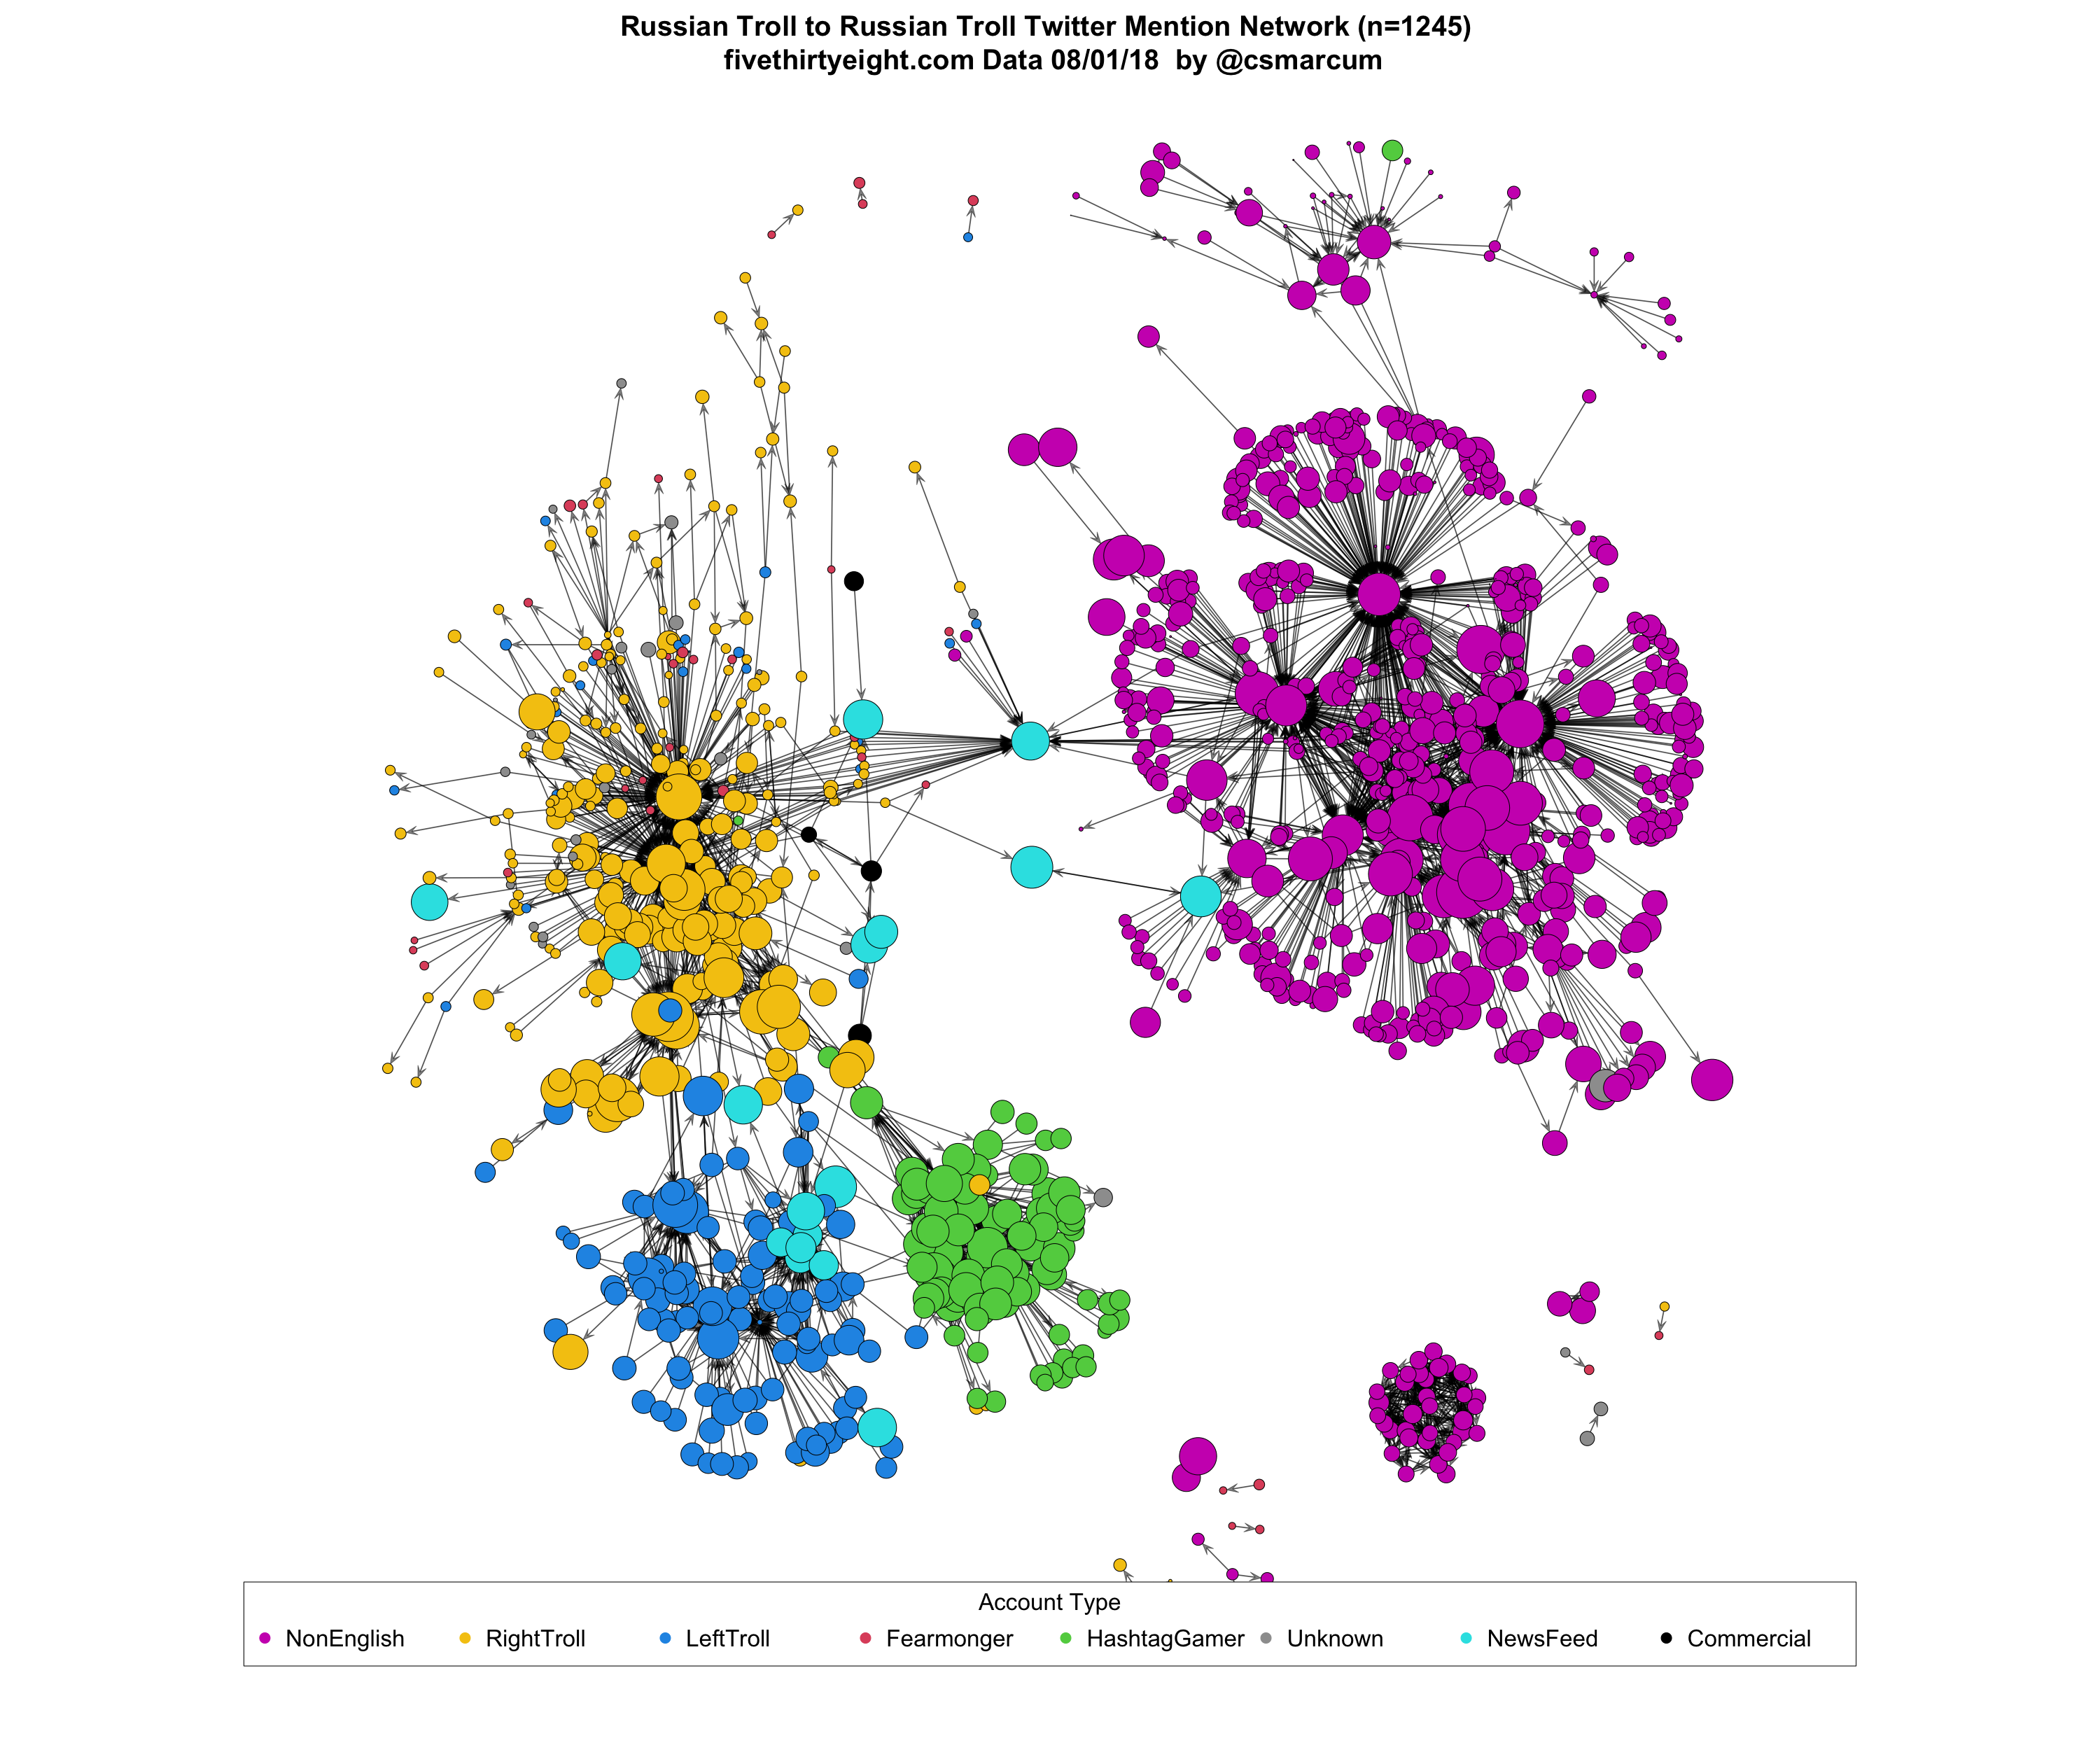 Russian Troll to Russian Troll Twitter Mention Network (n=1245)
fivethirtyeight.com Data 08/01/18 by @csmarcum
Account Type
NonEnglish RightTroll LeftTroll Fearmonger HashtagGamer Unknown NewsFeed Commercial